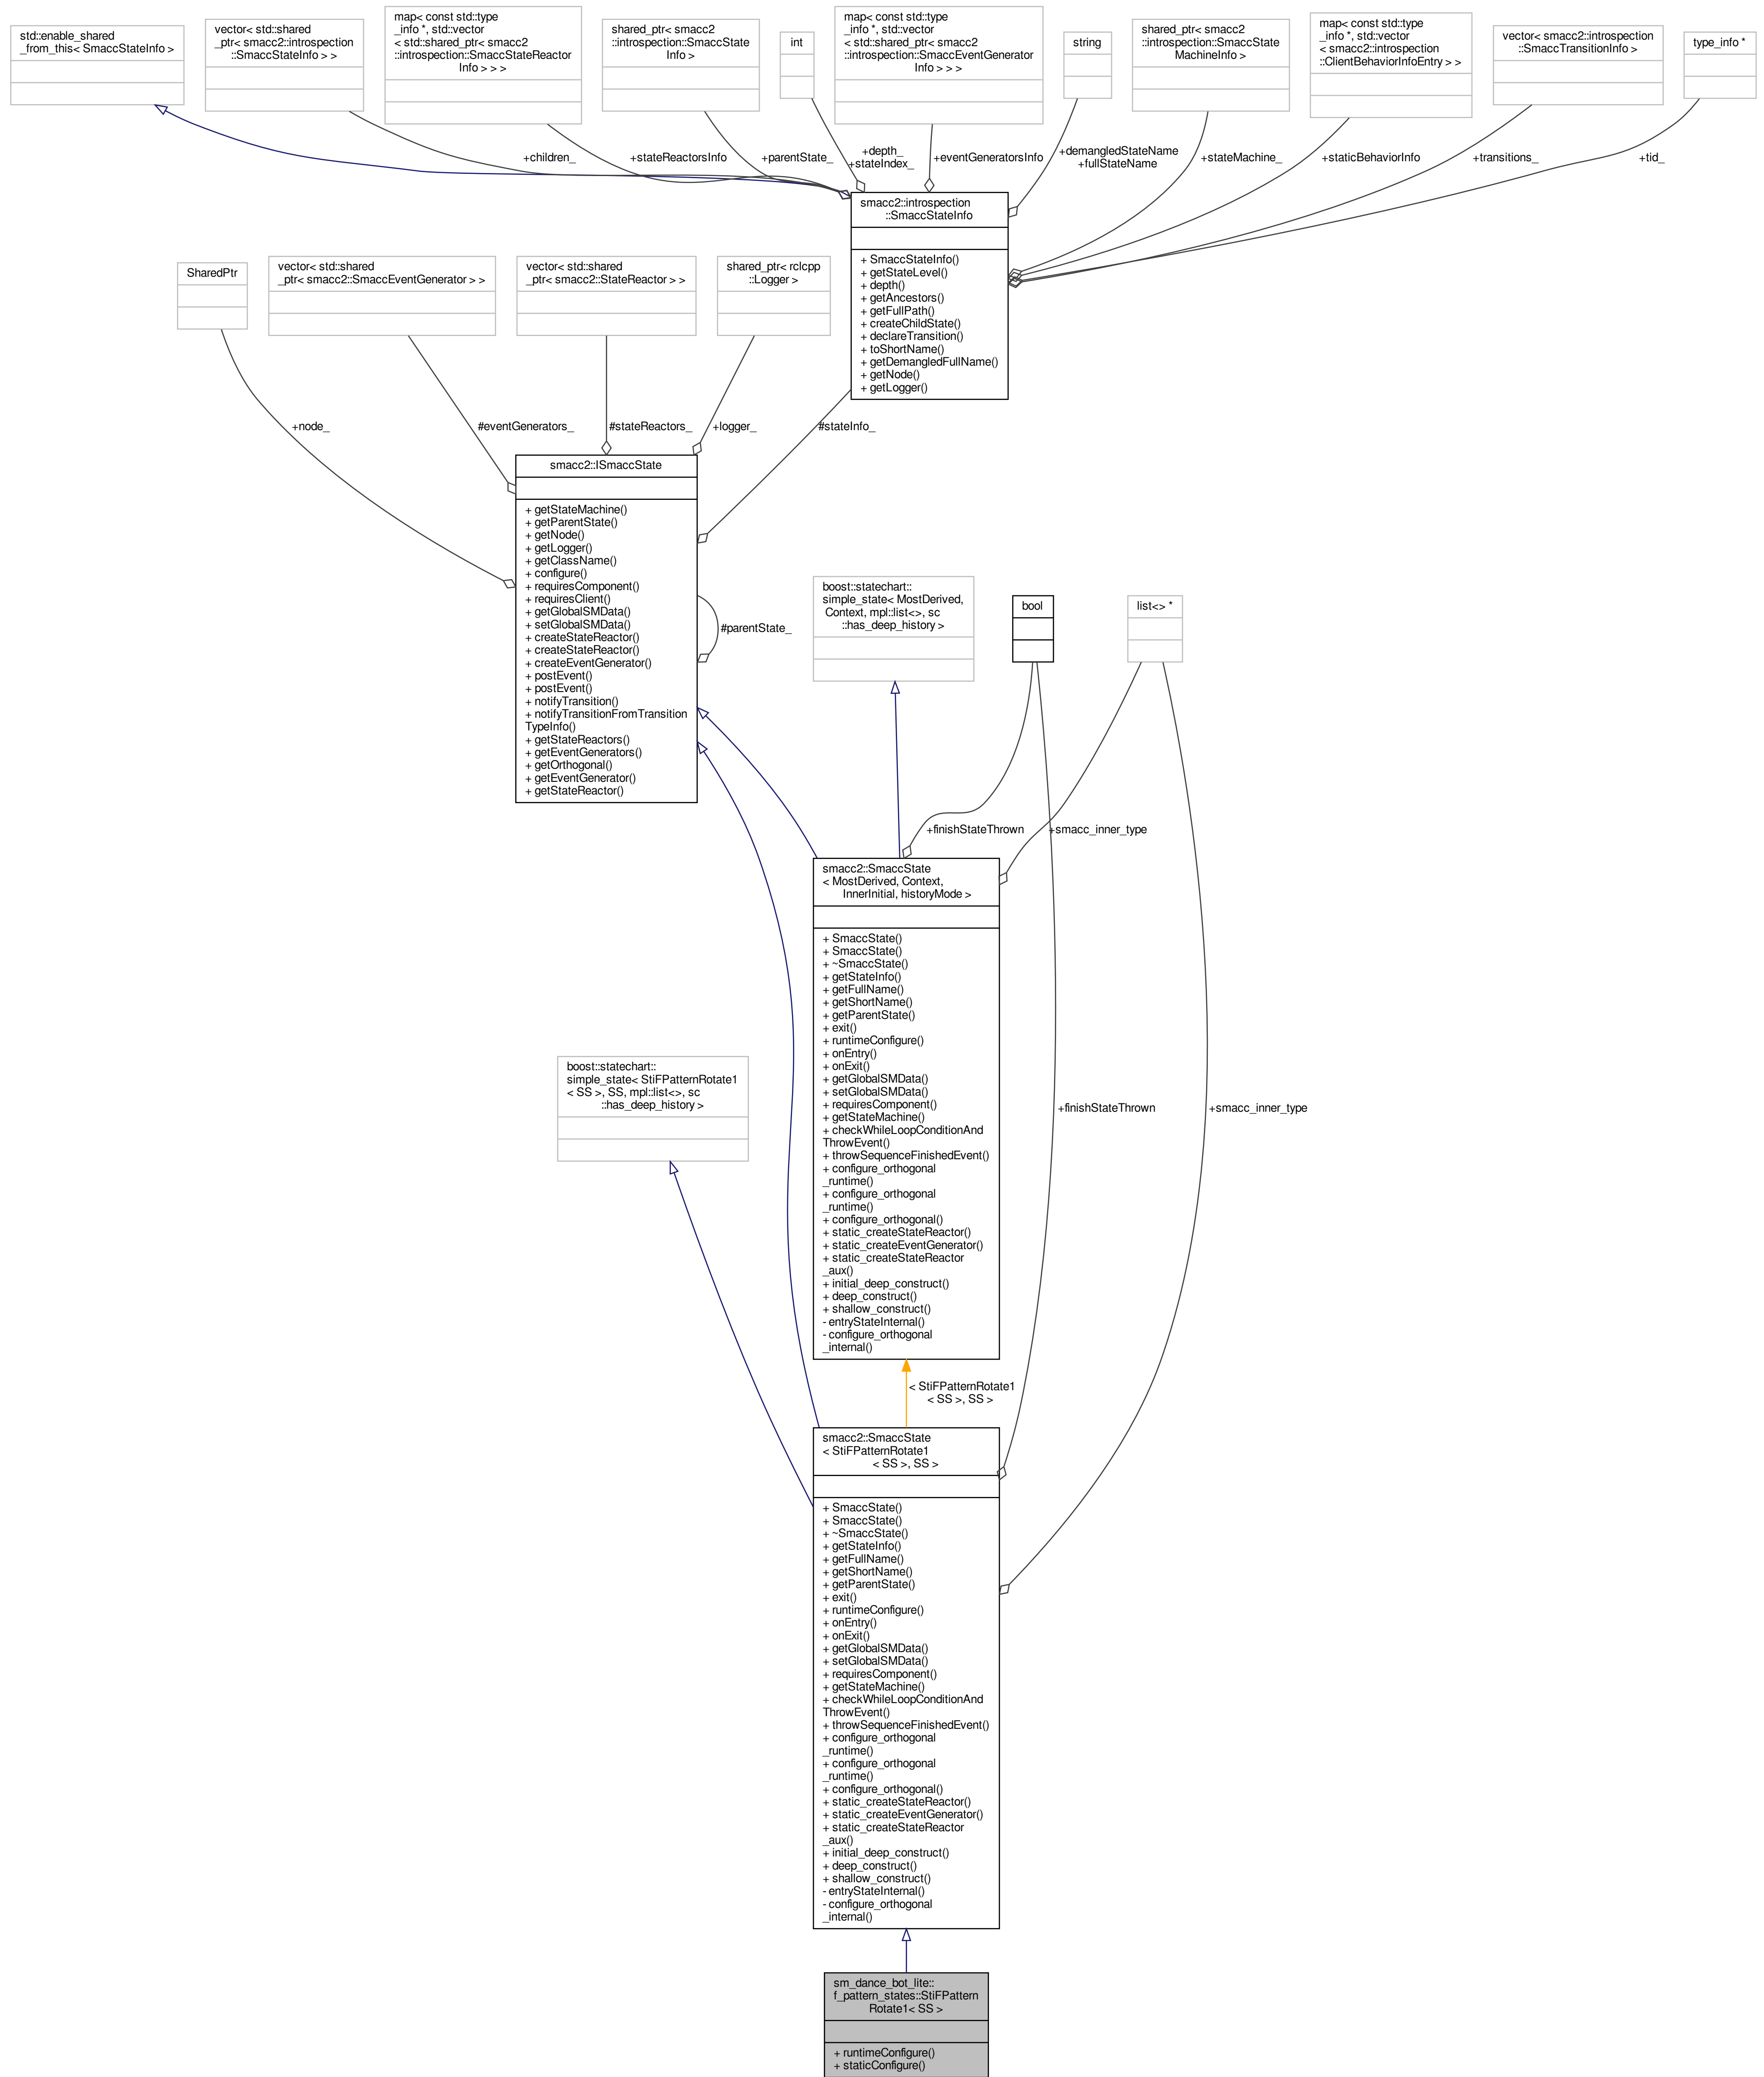 std::enable_shared
_from_this< SmaccStateInfo >
vector< std::shared
_ptr< smacc2::introspection
::SmaccStateInfo > >
map< const std::type
_info *, std::vector
< std::shared_ptr< smacc2
::introspection::SmaccStateReactor
Info > > >
shared_ptr< smacc2
::introspection::SmaccState
Info >
int
map< const std::type
_info *, std::vector
< std::shared_ptr< smacc2
::introspection::SmaccEventGenerator
Info > > >
string
shared_ptr< smacc2
::introspection::SmaccState
MachineInfo >
map< const std::type
_info *, std::vector
< smacc2::introspection
::ClientBehaviorInfoEntry > >
vector< smacc2::introspection
::SmaccTransitionInfo >
type_info *
+children_
+stateReactorsInfo
+parentState_
+depth_
+stateIndex_
+eventGeneratorsInfo
+demangledStateName
+fullStateName
+stateMachine_
+staticBehaviorInfo
+transitions_
+tid_
smacc2::introspection
::SmaccStateInfo
+ SmaccStateInfo()
+ getStateLevel()
+ depth()
+ getAncestors()
+ getFullPath()
+ createChildState()
+ declareTransition()
+ toShortName()
+ getDemangledFullName()
+ getNode()
+ getLogger()
SharedPtr
vector< std::shared
_ptr< smacc2::SmaccEventGenerator > >
vector< std::shared
_ptr< smacc2::StateReactor > >
shared_ptr< rclcpp
::Logger >
+node_
#eventGenerators_
#stateReactors_
+logger_
#stateInfo_
smacc2::ISmaccState
+ getStateMachine()
+ getParentState()
+ getNode()
+ getLogger()
+ getClassName()
+ configure()
+ requiresComponent()
+ requiresClient()
+ getGlobalSMData()
+ setGlobalSMData()
+ createStateReactor()
+ createStateReactor()
+ createEventGenerator()
+ postEvent()
+ postEvent()
+ notifyTransition()
+ notifyTransitionFromTransition
TypeInfo()
+ getStateReactors()
+ getEventGenerators()
+ getOrthogonal()
+ getEventGenerator()
+ getStateReactor()
#parentState_
boost::statechart::
simple_state< MostDerived,
Context, mpl::list<>, sc
::has_deep_history >
bool
list<> *
+finishStateThrown
+smacc_inner_type
smacc2::SmaccState
< MostDerived, Context,
InnerInitial, historyMode >
+ SmaccState()
+ SmaccState()
+ ~SmaccState()
+ getStateInfo()
+ getFullName()
+ getShortName()
+ getParentState()
+ exit()
+ runtimeConfigure()
+ onEntry()
+ onExit()
+ getGlobalSMData()
+ setGlobalSMData()
+ requiresComponent()
+ getStateMachine()
+ checkWhileLoopConditionAnd
ThrowEvent()
+ throwSequenceFinishedEvent()
+ configure_orthogonal
_runtime()
+ configure_orthogonal
_runtime()
+ configure_orthogonal()
+ static_createStateReactor()
+ static_createEventGenerator()
+ static_createStateReactor
_aux()
+ initial_deep_construct()
+ deep_construct()
+ shallow_construct()
- entryStateInternal()
- configure_orthogonal
_internal()
boost::statechart::
simple_state< StiFPatternRotate1
< SS >, SS, mpl::list<>, sc
::has_deep_history >
+finishStateThrown
+smacc_inner_type
< StiFPatternRotate1
< SS >, SS >
smacc2::SmaccState
< StiFPatternRotate1
< SS >, SS >
+ SmaccState()
+ SmaccState()
+ ~SmaccState()
+ getStateInfo()
+ getFullName()
+ getShortName()
+ getParentState()
+ exit()
+ runtimeConfigure()
+ onEntry()
+ onExit()
+ getGlobalSMData()
+ setGlobalSMData()
+ requiresComponent()
+ getStateMachine()
+ checkWhileLoopConditionAnd
ThrowEvent()
+ throwSequenceFinishedEvent()
+ configure_orthogonal
_runtime()
+ configure_orthogonal
_runtime()
+ configure_orthogonal()
+ static_createStateReactor()
+ static_createEventGenerator()
+ static_createStateReactor
_aux()
+ initial_deep_construct()
+ deep_construct()
+ shallow_construct()
- entryStateInternal()
- configure_orthogonal
_internal()
sm_dance_bot_lite::
f_pattern_states::StiFPattern
Rotate1< SS >
+ runtimeConfigure()
+ staticConfigure()